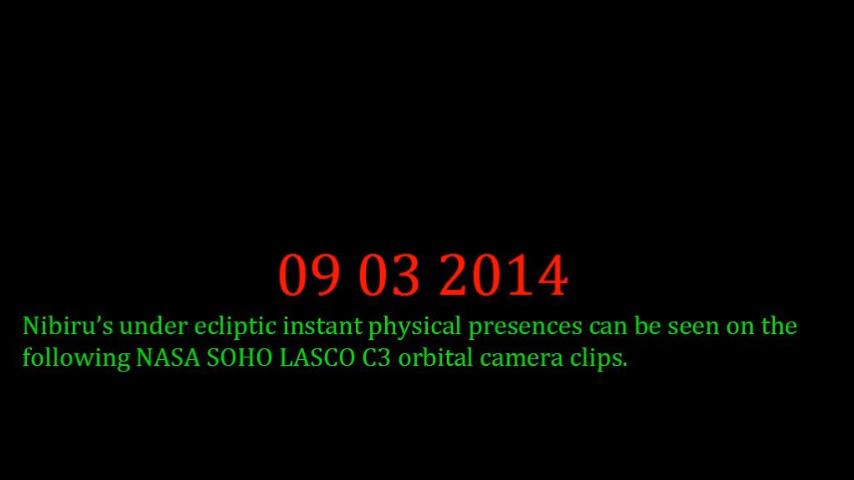 09 03 2014
Nibiru’s under ecliptic instant physical presences can be seen on the
following NASA SOHO LASCO C3 orbital camera clips.